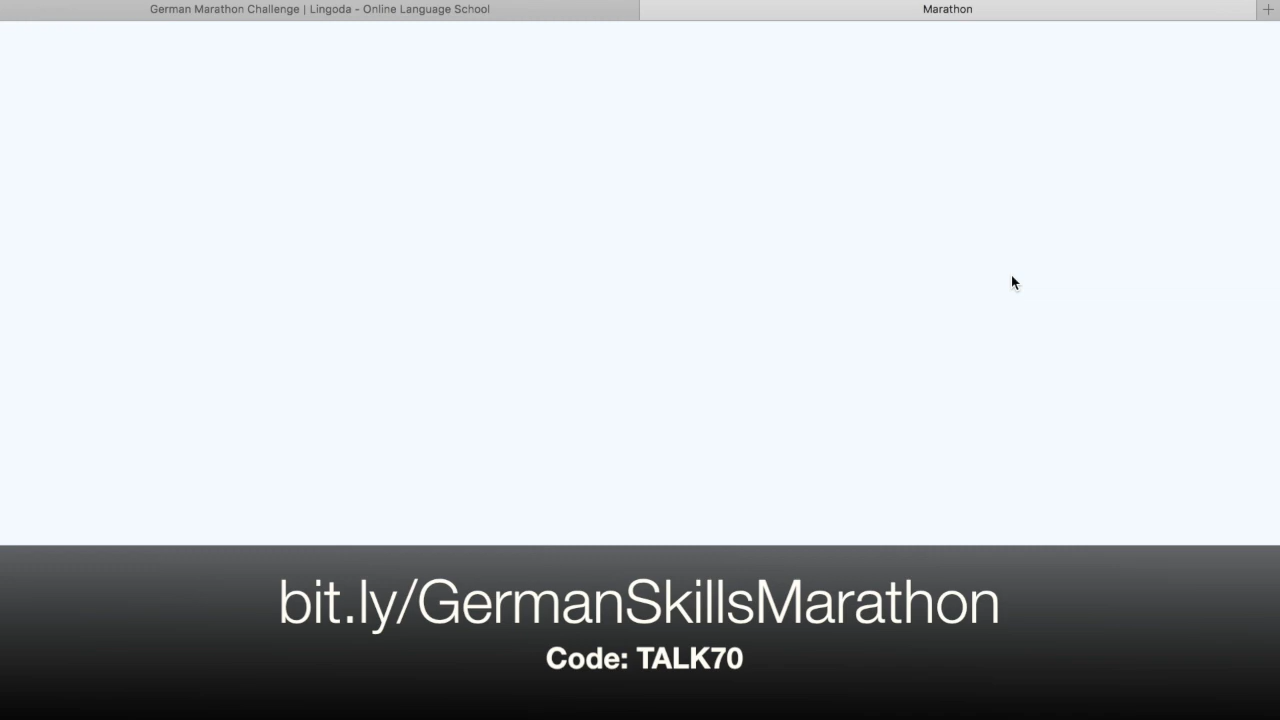 German Marathon Challenge | Lingoda - Online Language School
Marathon
bit.ly/GermanSkillsMarathon
Code: TALK70